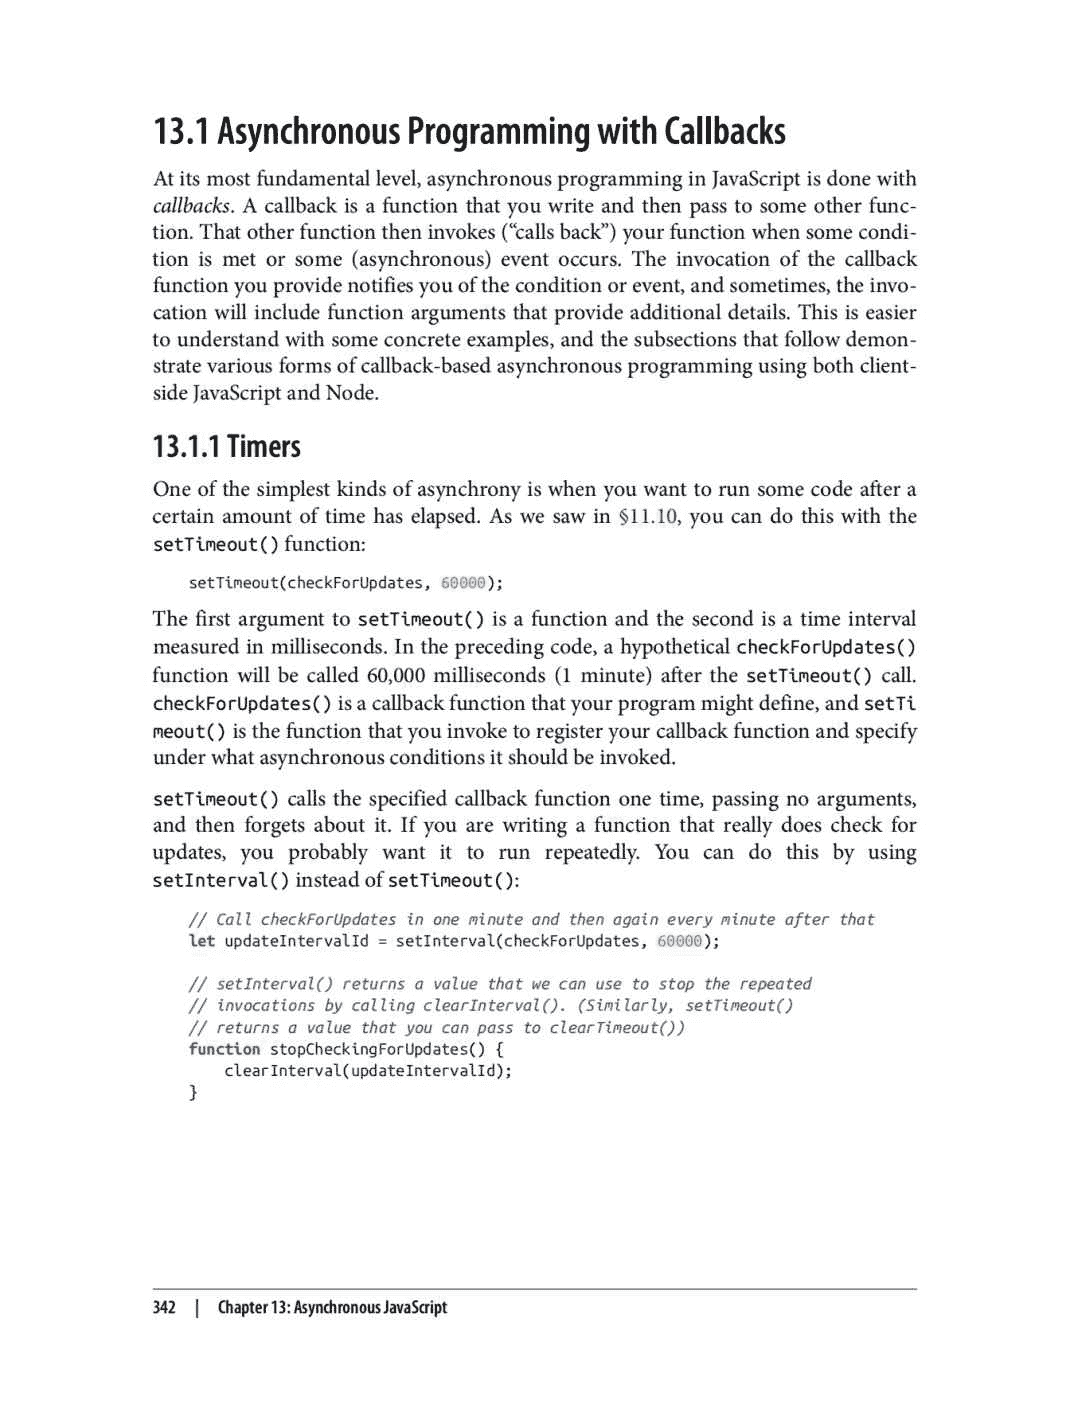 13.1 Asynchronous Programming with Callbacks
At its most fundamental level, asynchronous programming in JavaScript is done with
callbacks. A callback is a function that you write and then pass to some other func-
tion. That other function then invokes (“calls back”) your function when some condi-
tion is met or some (asynchronous) event occurs. The invocation of the callback
function you provide notifies you of the condition or event, and sometimes, the invo-
cation will include function arguments that provide additional details. This is easier
to understand with some concrete examples, and the subsections that follow demon-
strate various forms of callback-based asynchronous programming using both client-
side JavaScript and Node.
13.1.1 Timers
One of the simplest kinds of asynchrony is when you want to run some code after a
certain amount of time has elapsed. As we saw in §11.10, you can do this with the
setTimeout() function:
setTimeout(checkForUpdates, 60000);
The first argument to setTimeout() is a function and the second is a time interval
measured in milliseconds. In the preceding code, a hypothetical checkForUpdates()
function will be called 60,000 milliseconds (1 minute) after the setTimeout() call.
checkForUpdates() is a callback function that your program might define, and setTi
meout() is the function that you invoke to register your callback function and specify
under what asynchronous conditions it should be invoked.
setTimeout() calls the specified callback function one time, passing no arguments,
and then forgets about it. If you are writing a function that really does check for
updates, you probably want it to run repeatedly. You can do this by using
setInterval() instead of setTimeout():
// Call checkForUpdates in one minute and then again every minute after that
let updateIntervalId = setInterval(checkForUpdates, 60000);
// setInterval() returns a value that we can use to stop the repeated
// invocations by calling clearInterval(). (Similarly, setTimeout()
// returns a value that you can pass to clearTimeout())
function stopCheckingForUpdates() {
    clearInterval(updateIntervalId);
}
342 | Chapter 13: Asynchronous JavaScript